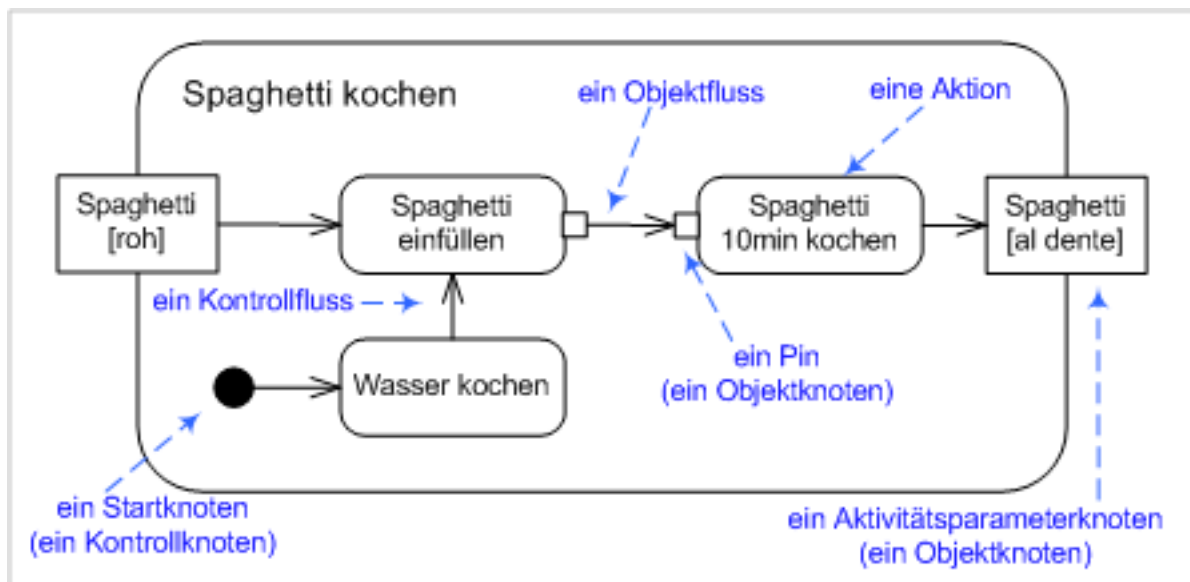 Spaghetti kochen
ein Objektfluss
eine Aktion
Spaghetti
[roh]
Spaghetti
einfüllen
Spaghetti
10min kochen
Spaghetti
[al dente]
ein Kontrollfluss
Wasser kochen
ein Pin
(ein Objektknoten)
ein Startknoten
(ein Kontrollknoten)
ein Aktivitätsparameterknoten
(ein Objektknoten)